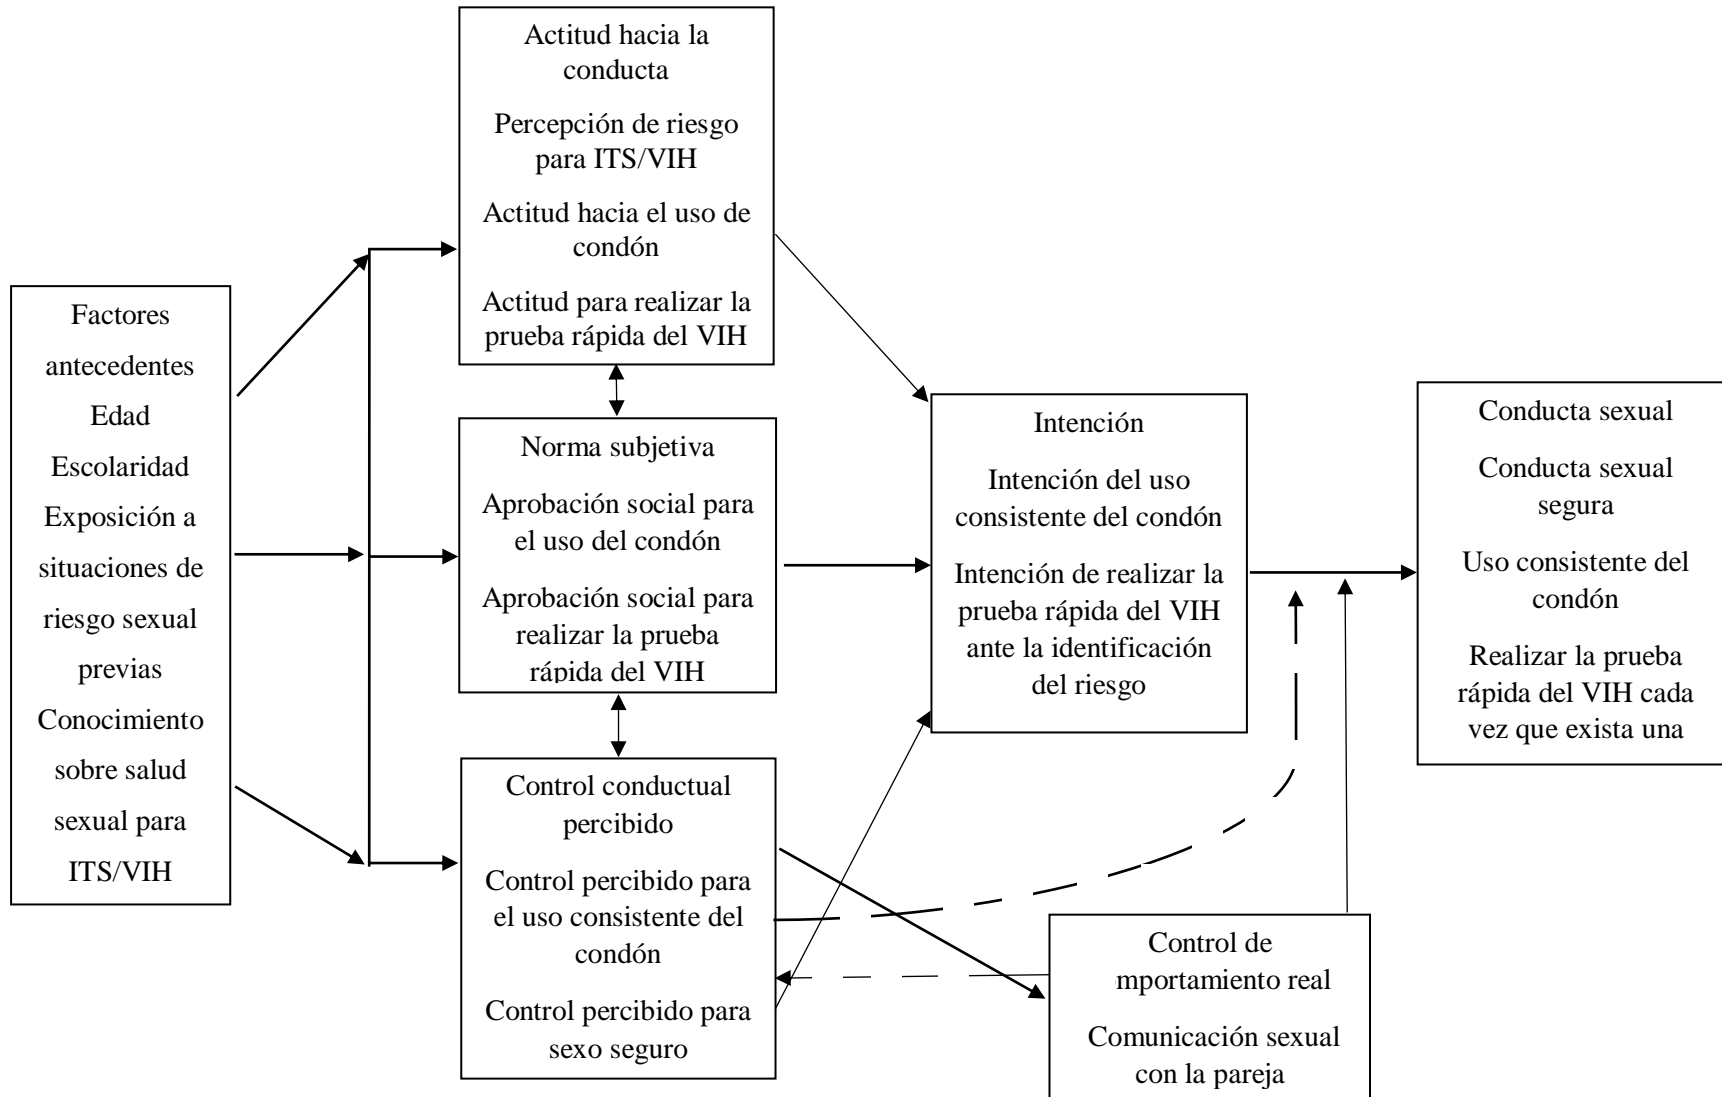 Factores
antecedentes
Edad
Escolaridad
Exposición a
situaciones de
riesgo sexual
previas
Conocimiento
sobre salud
sexual para
ITS/VIH
Actitud hacia la
conducta
Percepción de riesgo
para ITS/VIH
Actitud hacia el uso de
condón
Actitud para realizar la
prueba rápida del VIH
Norma subjetiva
Aprobación social para
el uso del condón
Aprobación social para
realizar la prueba
rápida del VIH
Control conductual
percibido
Control percibido para
el uso consistente del
condón
Control percibido para
sexo seguro
Intención
Intención del uso
consistente del condón
Intención de realizar la
prueba rápida del VIH
ante la identificación
del riesgo
Control de
mportamiento real
Comunicación sexual
con la pareja
Conducta sexual
Conducta sexual
segura
Uso consistente del
condón
Realizar la prueba
rápida del VIH cada
vez que exista una